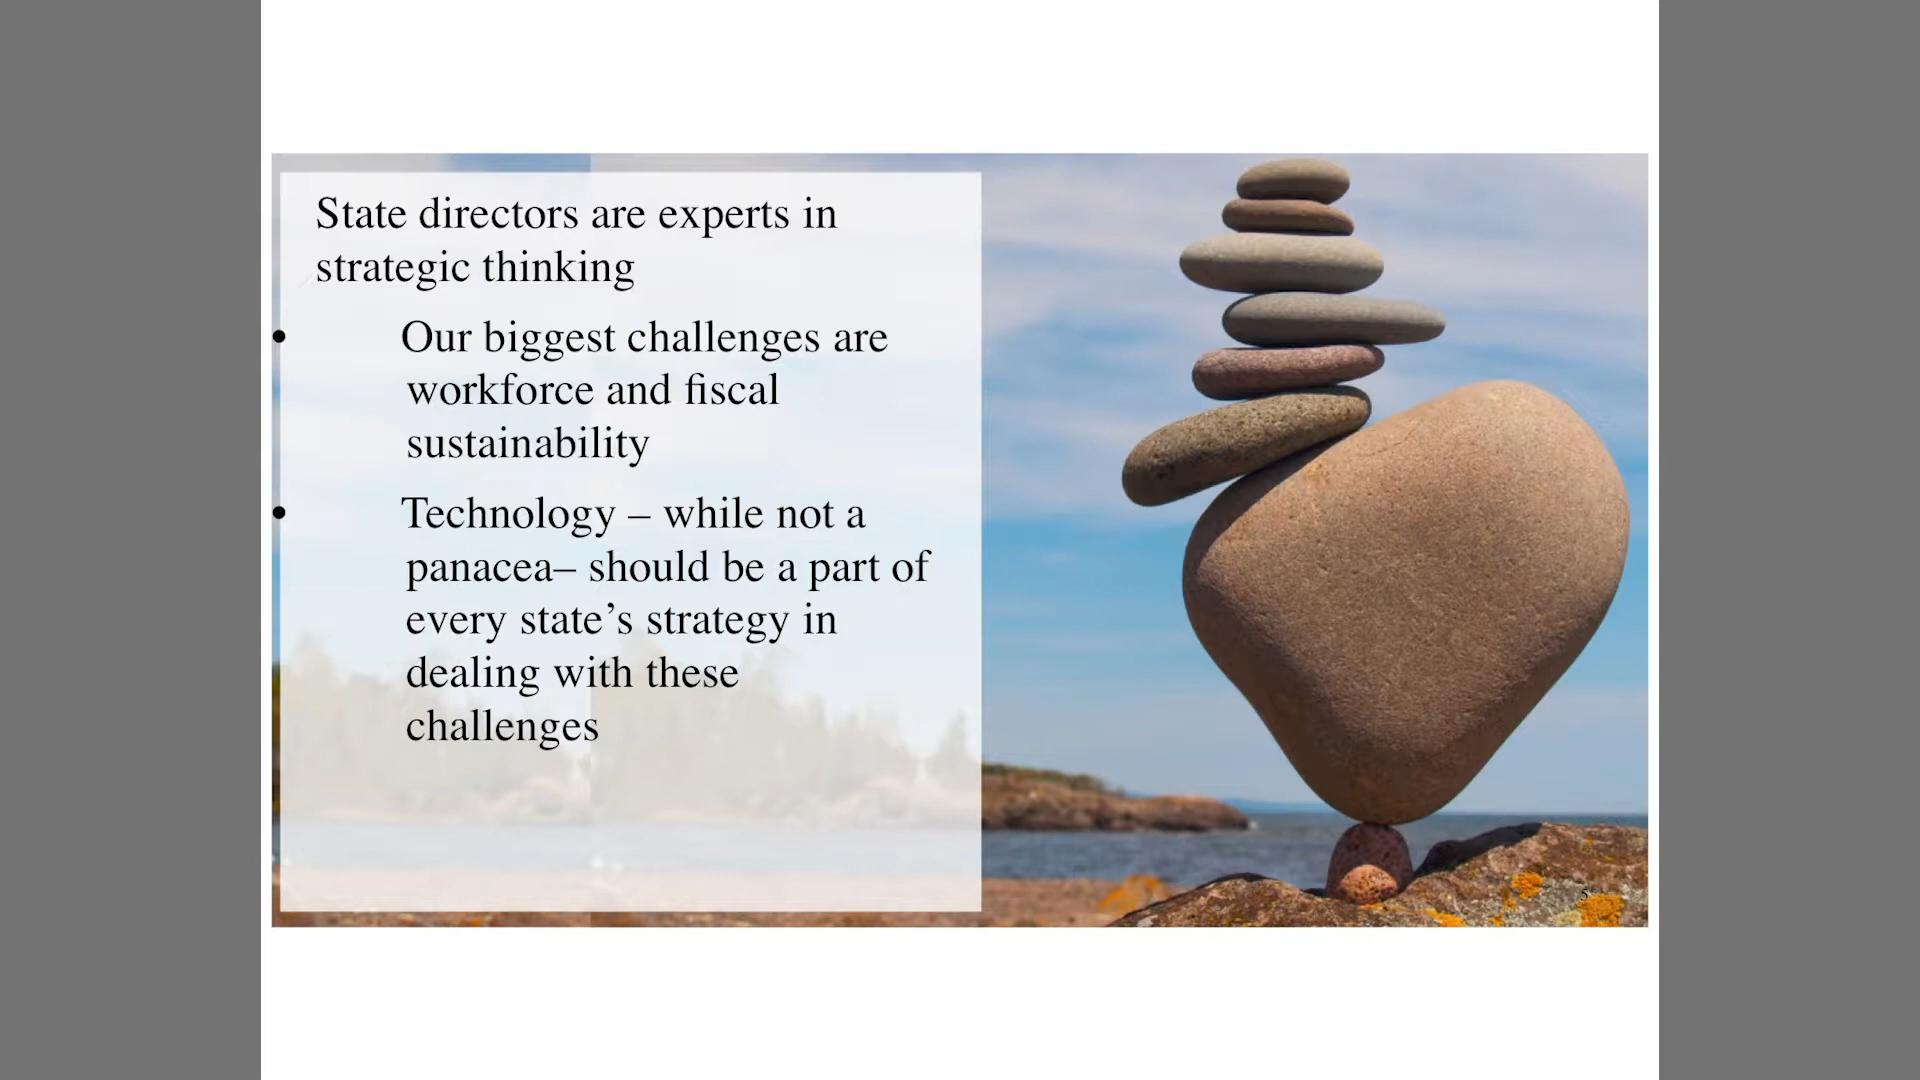 State directors are experts in
strategic thinking
• Our biggest challenges are
workforce and fiscal
sustainability
• Technology – while not a
panacea– should be a part of
every state’s strategy in
dealing with these
challenges
5